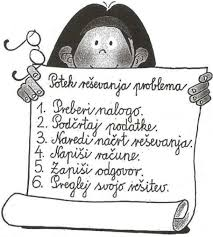 Potek reševanja problema
1. Preberi nalogo.
2. Podčrtaj podatke.
3. Naredi načrt reševanja.
4. Napiši račune.
5. Zapiši odgovor.
6. Preglej svojo rešitev.